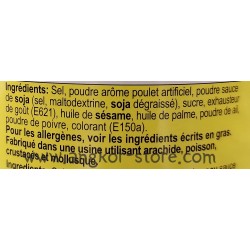 Ingrédients: Sel, poudre arôme poulet artificiel, poudre sauce
de soja (sel, maltodextrine, soja dégraissé), sucre, exhausteur
de goût (E621), huile de sésame, huile de palme, poudre de ail,
poudre de poivre, colorant (E150a).
Pour les allergènes, voir les ingrédients écrits en gras.
Fabriqué dans une usine utilisant arachide, poisson,
crustacés et mollusque